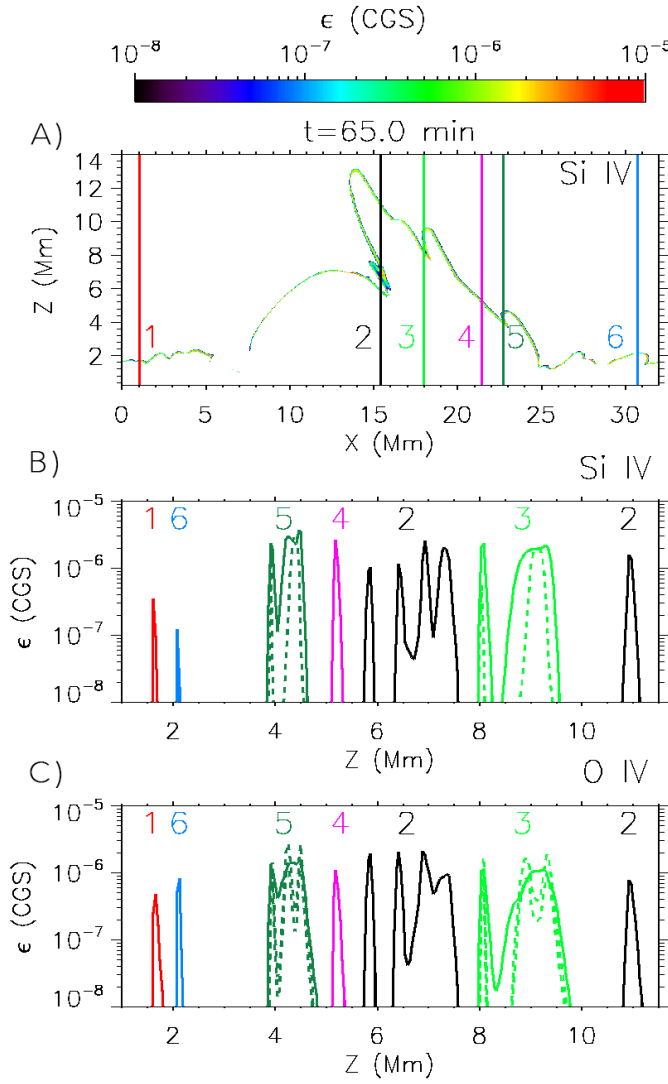 ϵ (CGS)
10⁻⁸ 10⁻⁷ 10⁻⁶ 10⁻⁵
A) t=65.0 min
Si IV
14
12
10
8
6
4
2
Z (Mm)
1 2 3 4 5 6
0 5 10 15 20 25 30
X (Mm)
B) Si IV
10⁻⁵
10⁻⁶
10⁻⁷
10⁻⁸
ϵ (CGS)
1 6 5 4 2 3 2
2 4 6 8 10
Z (Mm)
C) O IV
10⁻⁵
10⁻⁶
10⁻⁷
10⁻⁸
ϵ (CGS)
1 6 5 4 2 3 2
2 4 6 8 10
Z (Mm)